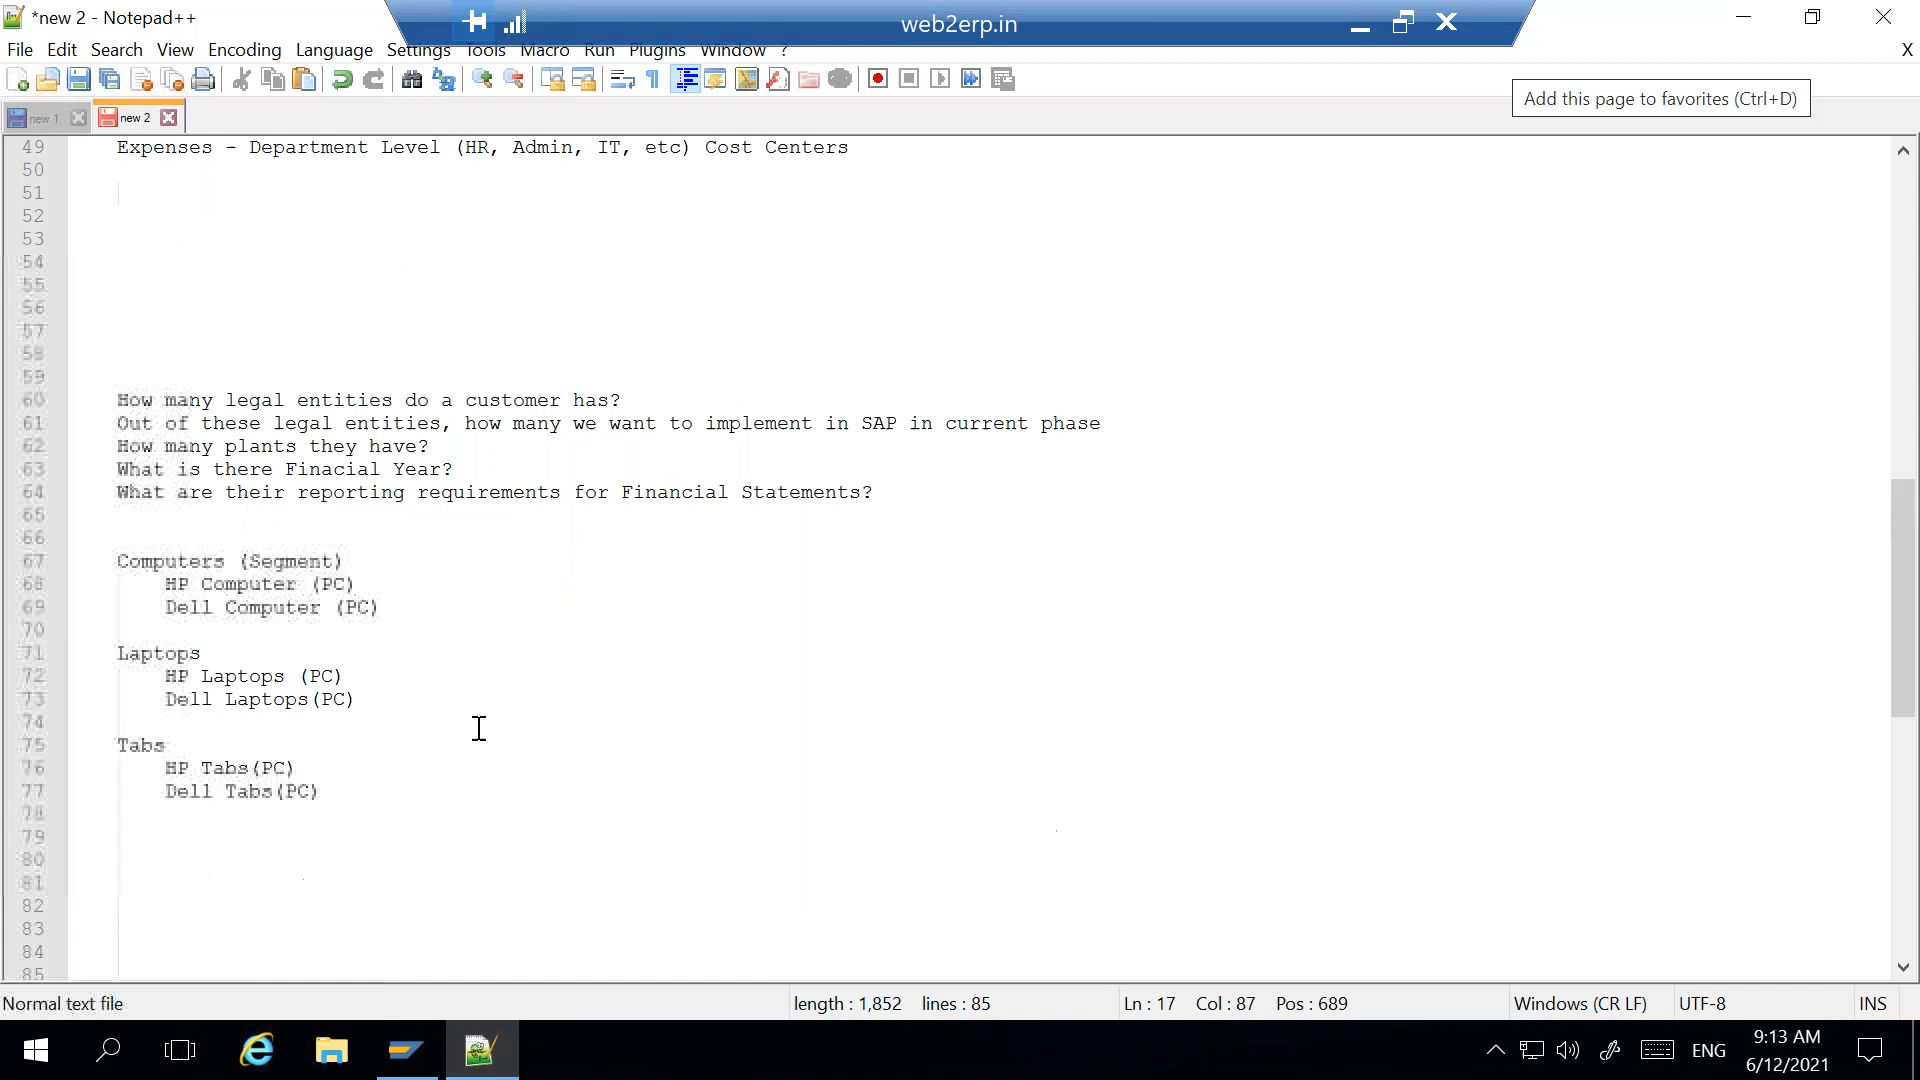 *new 2 - Notepad++
web2erp.in
File Edit Search View Encoding Language Settings Tools Macro Run Plugins Window ?
X
Add this page to favorites (Ctrl+D)
new 1
new 2
49 Expenses - Department Level (HR, Admin, IT, etc) Cost Centers
50
51
52
53
54
55
56
57
58
59
60 How many legal entities do a customer has?
61 Out of these legal entities, how many we want to implement in SAP in current phase
62 How many plants they have?
63 What is there Finacial Year?
64 What are their reporting requirements for Financial Statements?
65
66
67 Computers (Segment)
68 HP Computer (PC)
69 Dell Computer (PC)
70
71 Laptops
72 HP Laptops (PC)
73 Dell Laptops(PC)
74
75 Tabs
76 HP Tabs(PC)
77 Dell Tabs(PC)
78
79
80
81
82
83
84
85
Normal text file
length : 1,852 lines : 85
Ln : 17 Col : 87 Pos : 689
Windows (CR LF)
UTF-8
INS
ENG
9:13 AM
6/12/2021